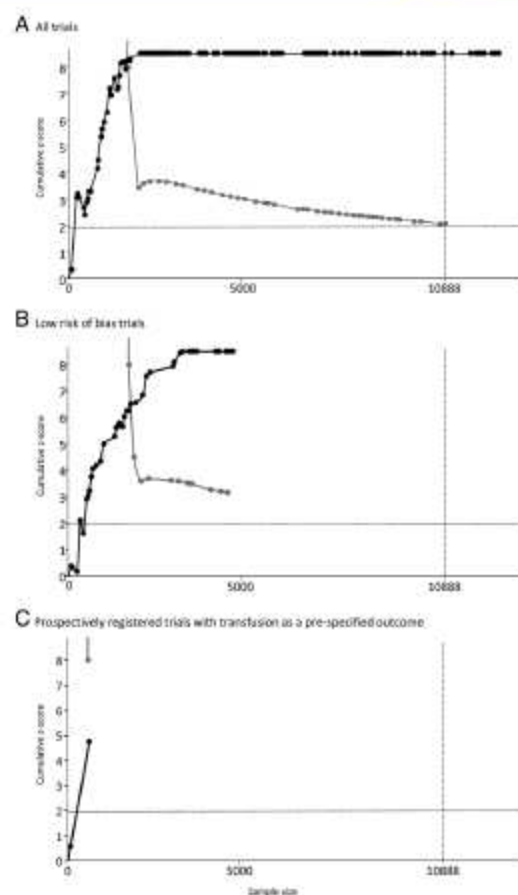 A All trials
8
7
6
5
4
3
2
1
0
Cumulative z-score
0 5000 10888
B Low risk of bias trials
8
7
6
5
4
3
2
1
0
Cumulative z-score
0 5000 10888
C Prospectively registered trials with transfusion as a pre-specified outcome
8
7
6
5
4
3
2
1
0
Cumulative z-score
0 5000 10888
Sample size